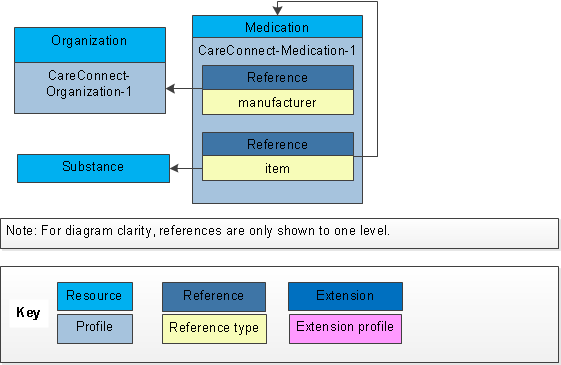 Medication
Organization
CareConnect-Medication-1
CareConnect-
Organization-1
Reference
manufacturer
Reference
item
Substance
Note: For diagram clarity, references are only shown to one level.
Key
Resource
Reference
Extension
Profile
Reference type
Extension profile